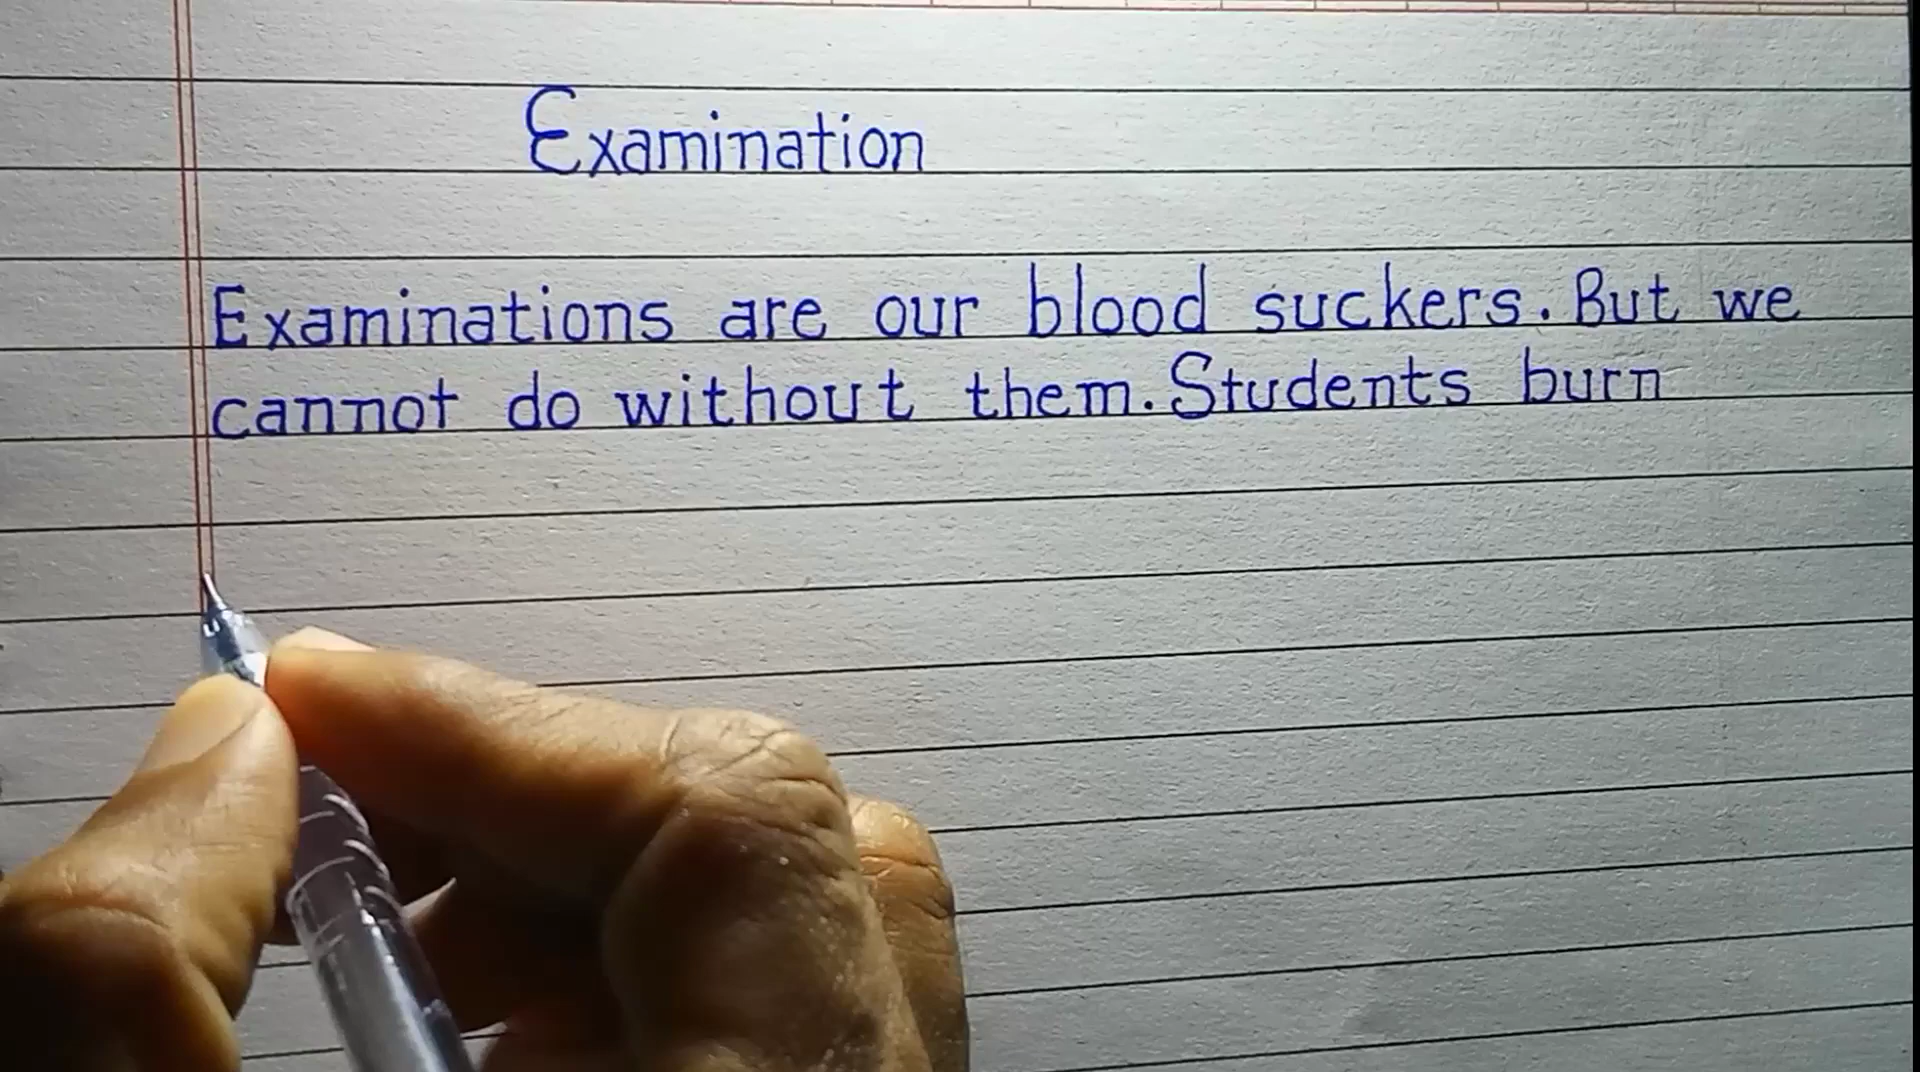 Examination
Examinations are our blood suckers. But we
cannot do without them. Students burn